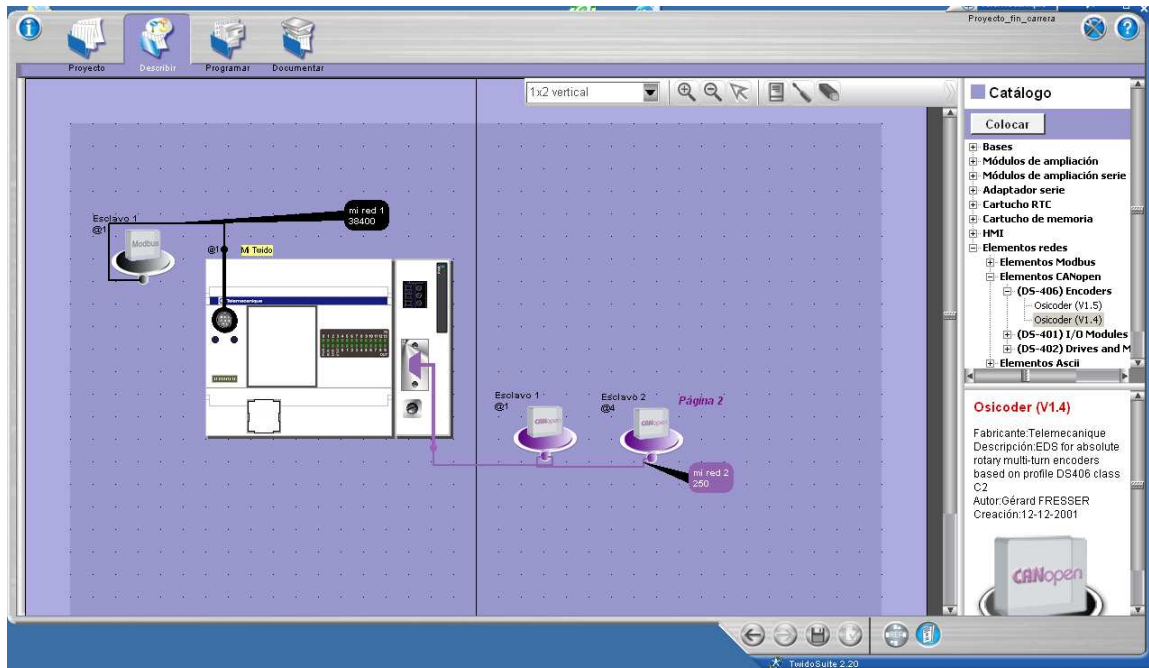 Proyecto_fin_carrera
Proyecto
Describir
Programar
Documentar
1x2 vertical
Catálogo
Colocar
Bases
Módulos de ampliación
Módulos de ampliación serie
Adaptador serie
Cartucho RTC
Cartucho de memoria
HMI
Elementos redes
Elementos Modbus
Elementos CANopen
(DS-406) Encoders
Osicoder (V1.5)
Osicoder (V1.4)
(DS-401) I/O Modules
(DS-402) Drives and M
Elementos Ascii
Esclavo 1
@1
Modbus
mi red 1
38400
@1
Mi Twido
Telemecanique
Esclavo 1
@1
CANopen
Esclavo 2
@4
CANopen
Página 2
mi red 2
250
Osicoder (V1.4)
Fabricante:Telemecanique
Descripción:EDS for absolute
rotary multi-turn encoders
based on profile DS406 class
C2
Autor:Gérard FRESSER
Creación:12-12-2001
CANopen
TwidoSuite 2.20